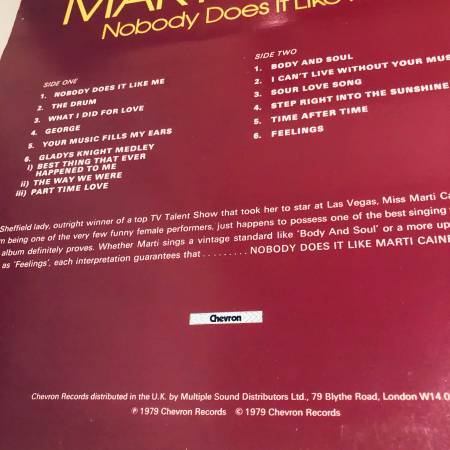 MART
Nobody Does It Like
SIDE ONE
1. NOBODY DOES IT LIKE ME
2. THE DRUM
3. WHAT I DID FOR LOVE
4. GEORGE
5. YOUR MUSIC FILLS MY EARS
6. GLADYS KNIGHT MEDLEY
i) BEST THING THAT EVER
HAPPENED TO ME
ii) THE WAY WE WERE
iii) PART TIME LOVE
SIDE TWO
1. BODY AND SOUL
2. I CAN'T LIVE WITHOUT YOUR MUS
3. SOUR LOVE SONG
4. STEP RIGHT INTO THE SUNSHINE
5. TIME AFTER TIME
6. FEELINGS
Sheffield lady, outright winner of a top TV Talent Show that took her to star at Las Vegas, Miss Marti Ca
m being one of the very few funny female performers, just happens to possess one of the best singing
album definitely proves. Whether Marti sings a vintage standard like 'Body And Soul' or a more up
as 'Feelings', each interpretation guarantees that ......... NOBODY DOES IT LIKE MARTI CAINE
Chevron
Chevron Records distributed in the U.K. by Multiple Sound Distributors Ltd., 79 Blythe Road, London W14 0
℗ 1979 Chevron Records © 1979 Chevron Records